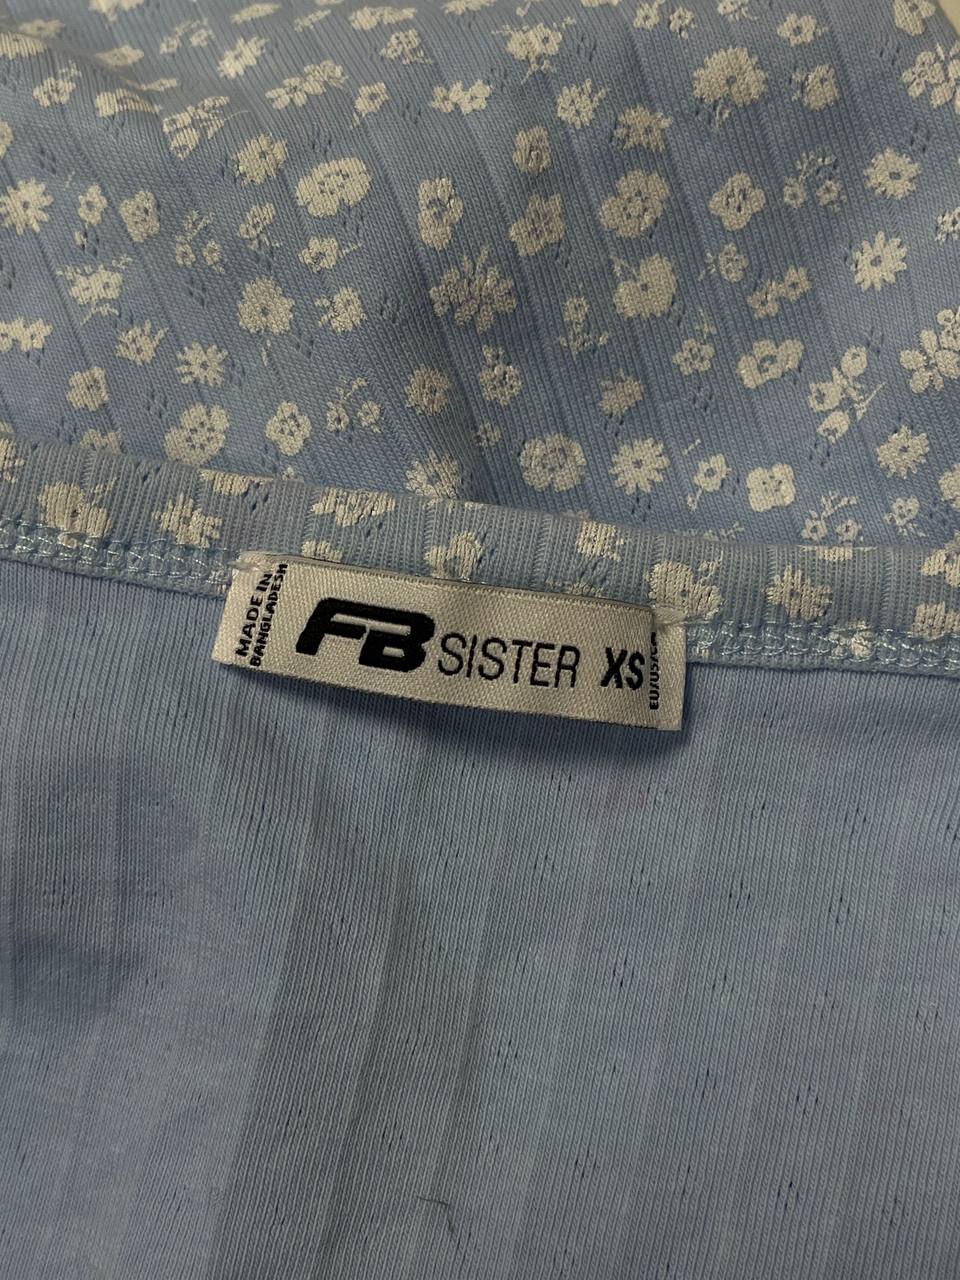 MADE IN
BANGLADESH
FB SISTER XS
EU/US/CA